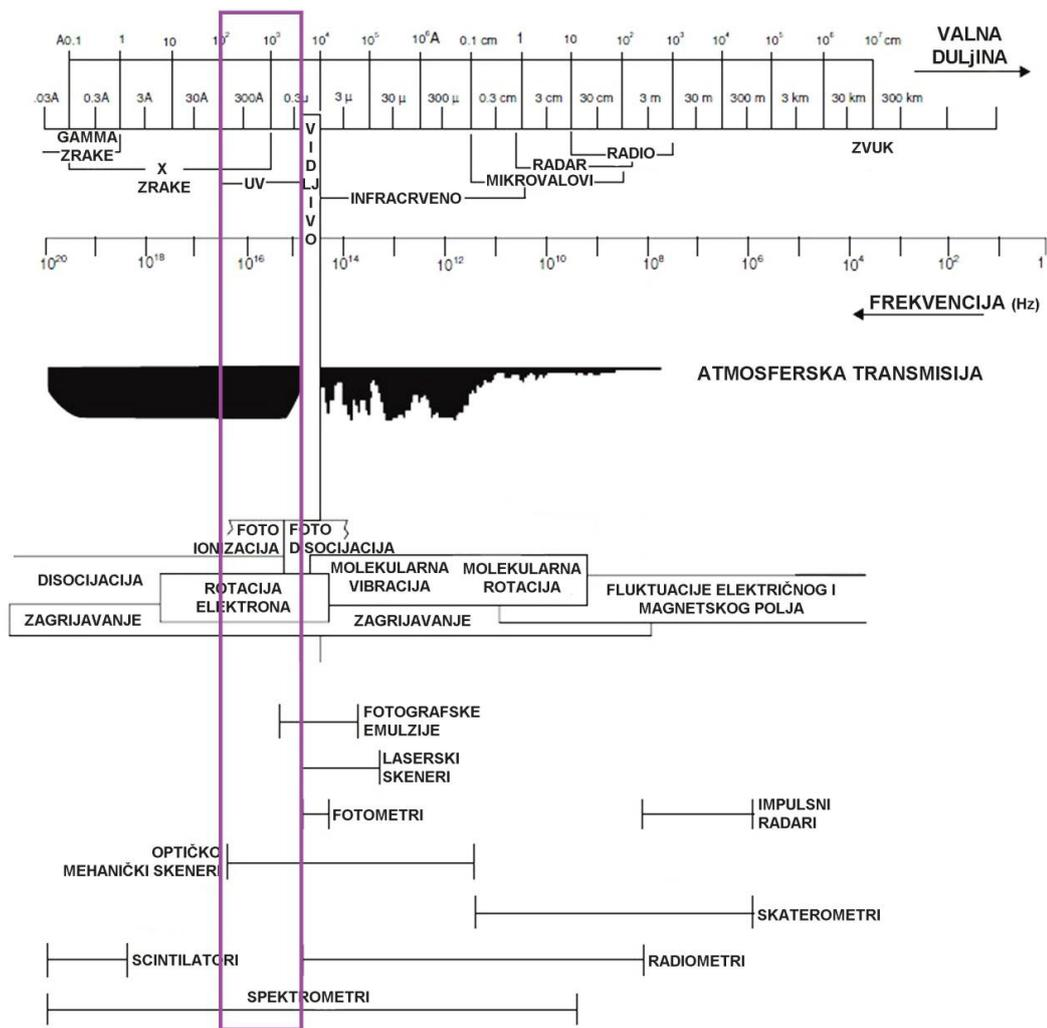 A0.1 1 10 10² 10³ 10⁴ 10⁵ 10⁶A 0.1 cm 1 10 10² 10³ 10⁴ 10⁵ 10⁶ 10⁷ cm
VALNA
DULjINA
.03A 0.3A 3A 30A 300A 0.3µ 3 µ 30 µ 300 µ 0.3 cm 3 cm 30 cm 3 m 30 m 300 m 3 km 30 km 300 km
GAMMA
ZRAKE
X
ZRAKE
UV
VIDLJIVO
INFRACRVENO
MIKROVALOVI
RADAR
RADIO
ZVUK
10²⁰ 10¹⁸ 10¹⁶ 10¹⁴ 10¹² 10¹⁰ 10⁸ 10⁶ 10⁴ 10² 1
FREKVENCIJA (Hz)
ATMOSFERSKA TRANSMISIJA
FOTO
IONIZACIJA
FOTO
DISOCIJACIJA
DISOCIJACIJA
ROTACIJA
ELEKTRONA
MOLEKULARNA
VIBRACIJA
MOLEKULARNA
ROTACIJA
FLUKTUACIJE ELEKTRIČNOG I
MAGNETSKOG POLJA
ZAGRIJAVANJE
ZAGRIJAVANJE
FOTOGRAFSKE
EMULZIJE
LASERSKI
SKENERI
FOTOMETRI
IMPULSNI
RADARI
OPTIČKO
MEHANIČKI SKENERI
SKATEROMETRI
SCINTILATORI
RADIOMETRI
SPEKTROMETRI